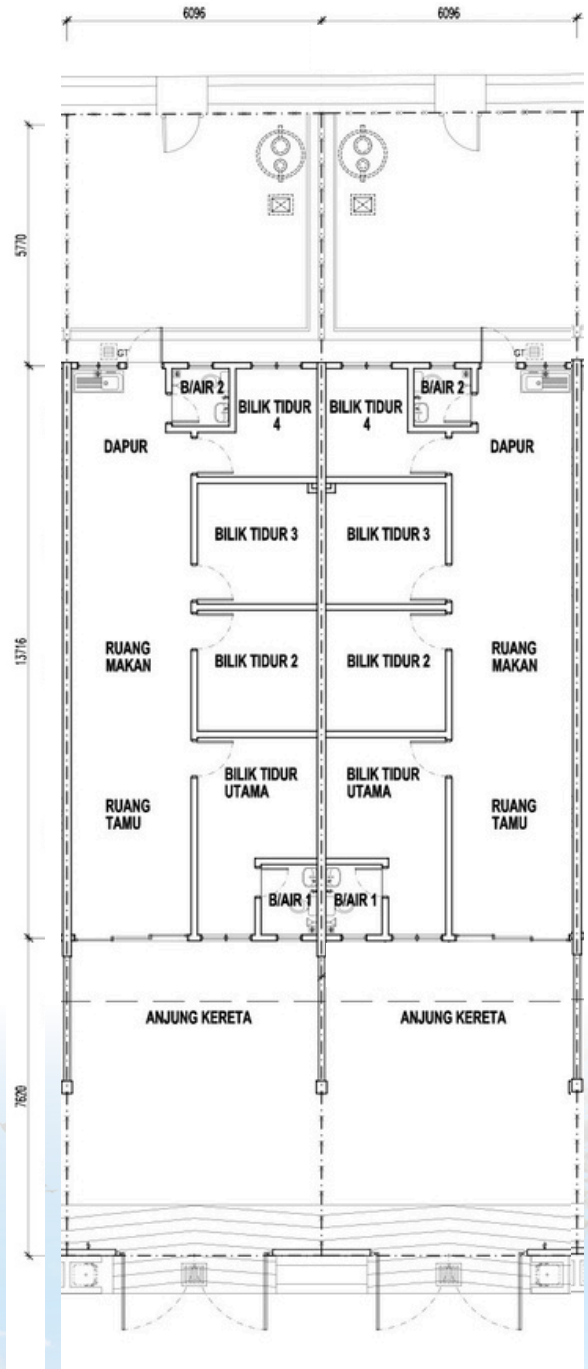 6096 6096
5770
GT GT
B/AIR 2 B/AIR 2
BILIK TIDUR
4
BILIK TIDUR
4
DAPUR DAPUR
BILIK TIDUR 3 BILIK TIDUR 3
13716
RUANG
MAKAN
BILIK TIDUR 2 BILIK TIDUR 2
RUANG
MAKAN
BILIK TIDUR
UTAMA
BILIK TIDUR
UTAMA
RUANG
TAMU
RUANG
TAMU
B/AIR 1 B/AIR 1
ANJUNG KERETA ANJUNG KERETA
7620